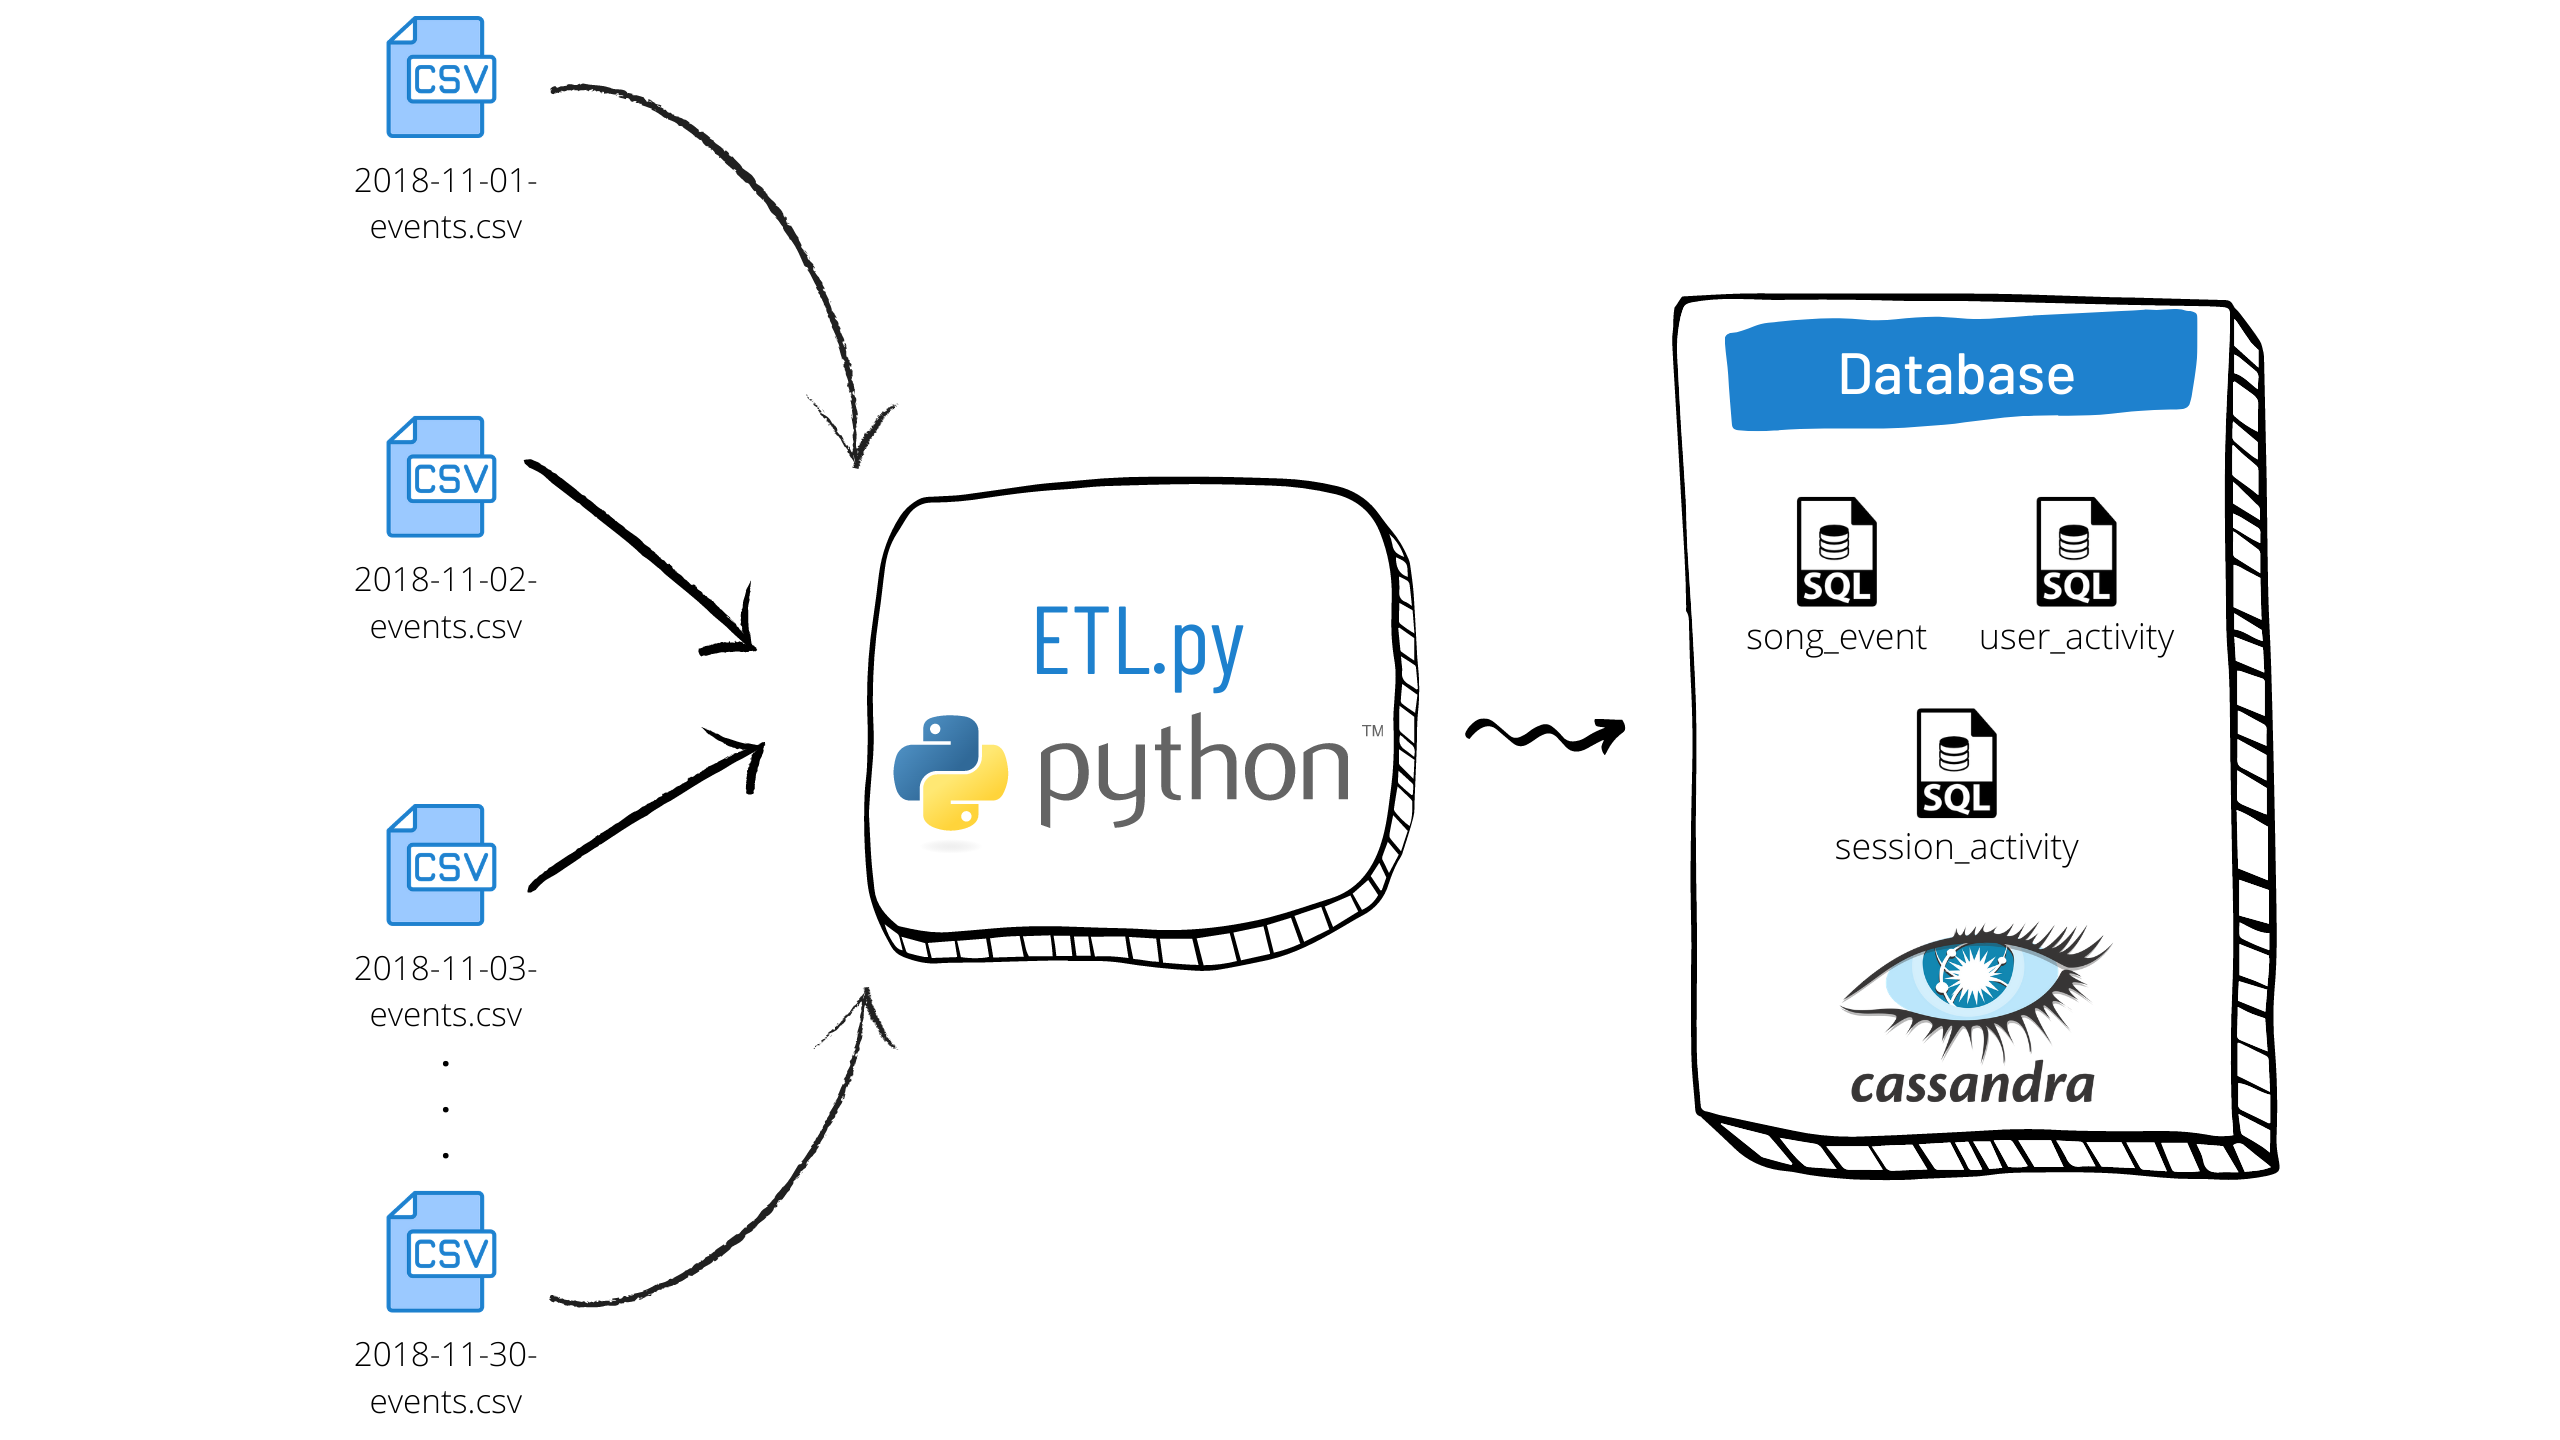 CSV
2018-11-01-
events.csv
CSV
2018-11-02-
events.csv
CSV
2018-11-03-
events.csv
.
.
.
CSV
2018-11-30-
events.csv
ETL.py
python™
Database
SQL
song_event
SQL
user_activity
SQL
session_activity
cassandra